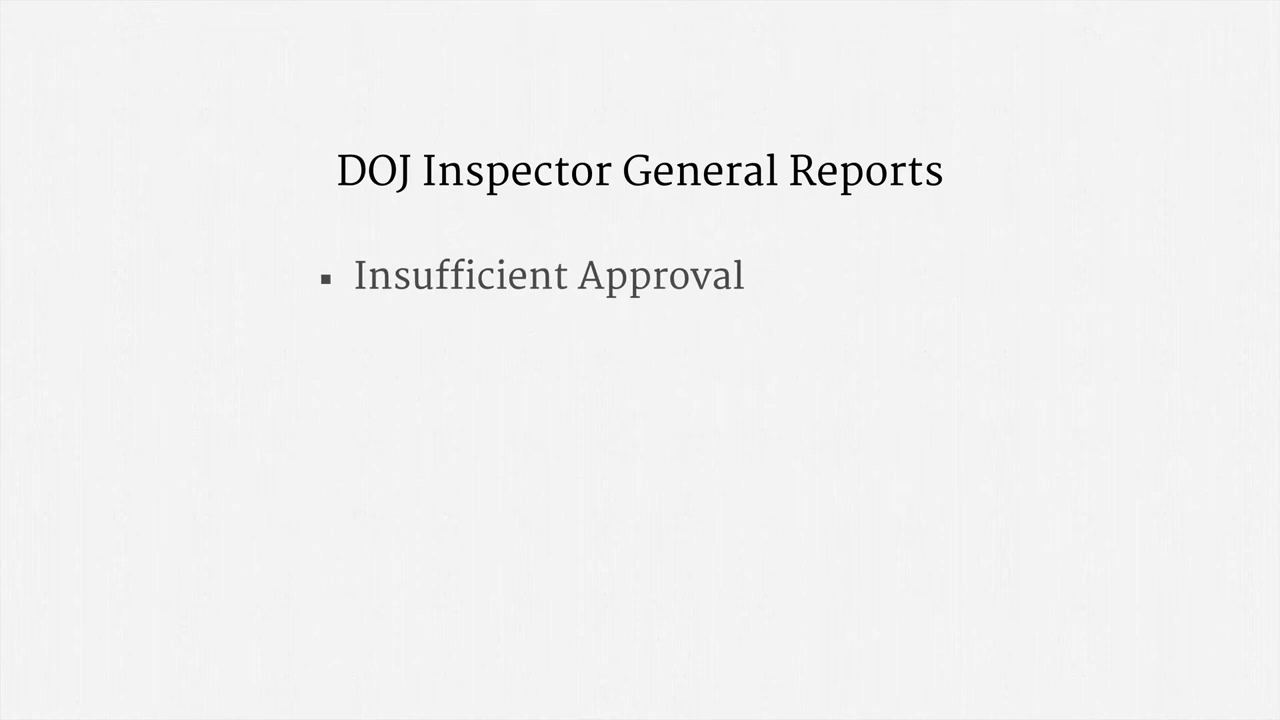 DOJ Inspector General Reports
▪ Insufficient Approval